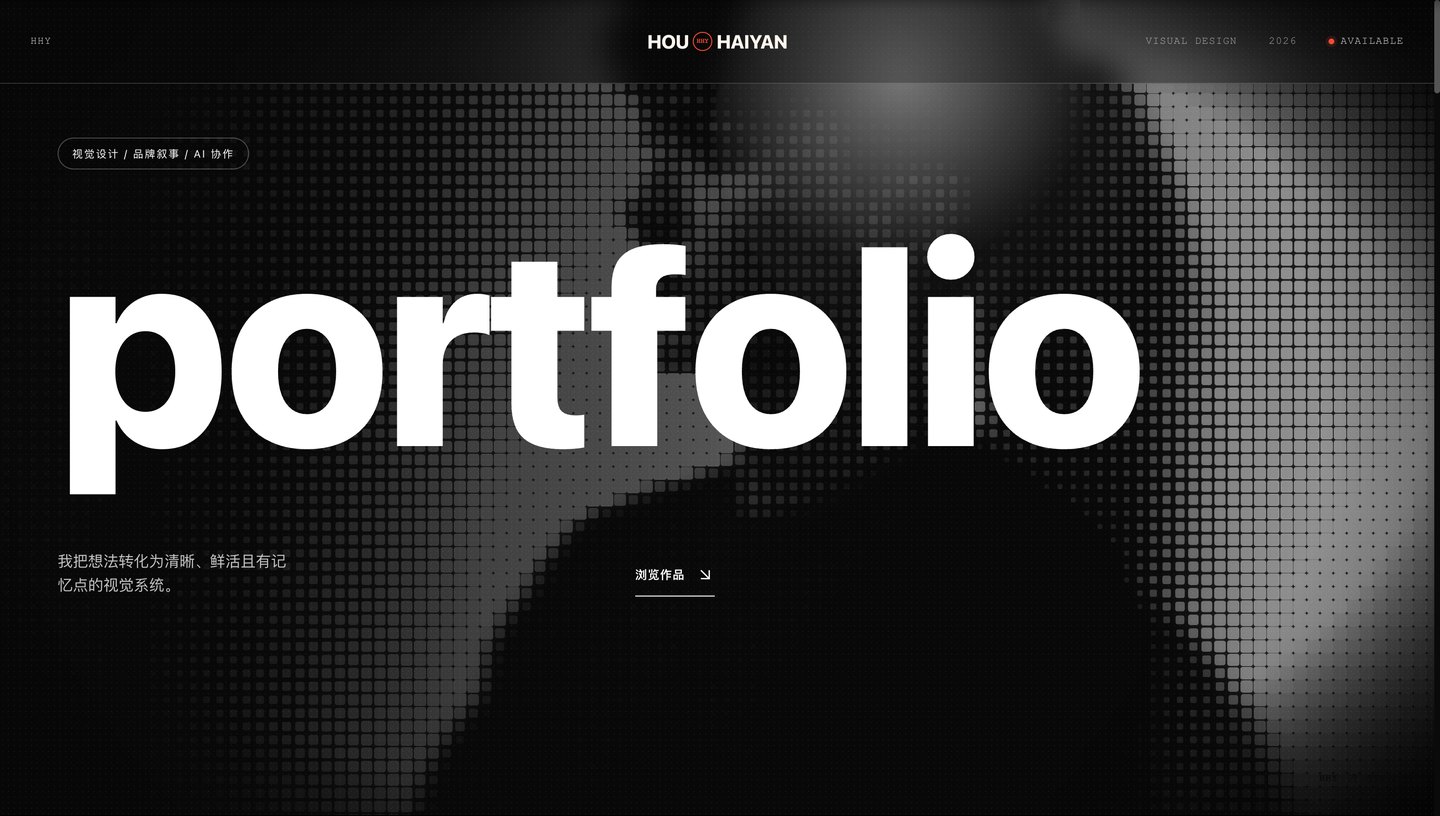 HHY
HOU HHY HAIYAN
VISUAL DESIGN 2026 AVAILABLE
视觉设计 / 品牌叙事 / AI 协作
portfolio
我把想法转化为清晰、鲜活且有记
忆点的视觉系统。
浏览作品